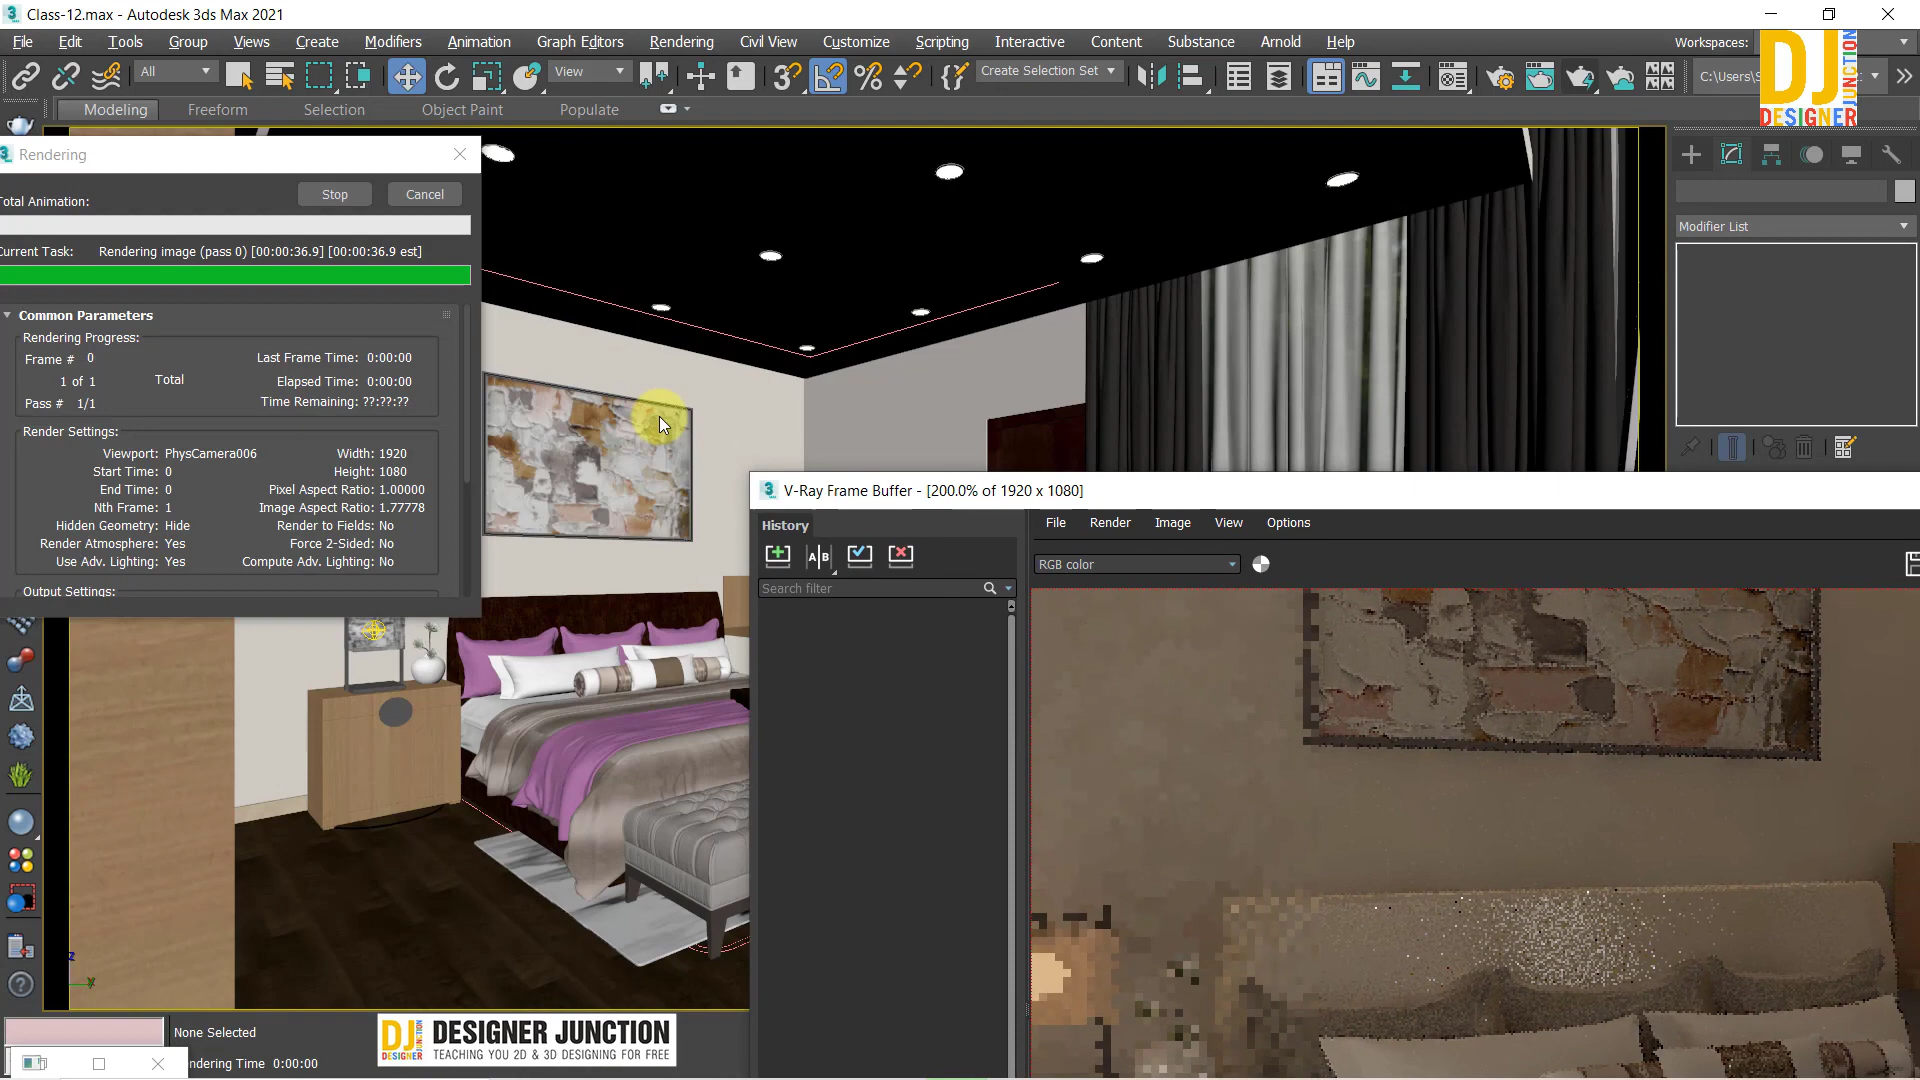 Class-12.max - Autodesk 3ds Max 2021
File Edit Tools Group Views Create Modifiers Animation Graph Editors Rendering Civil View Customize Scripting Interactive Content Substance Arnold Help Workspaces:
All View Create Selection Set C:\Users\S
DJ DESIGNER JUNCTION
Modeling Freeform Selection Object Paint Populate
Rendering
Stop Cancel
Total Animation:
Current Task: Rendering image (pass 0) [00:00:36.9] [00:00:36.9 est]
Common Parameters
Rendering Progress:
Frame # 0 Last Frame Time: 0:00:00
1 of 1 Total Elapsed Time: 0:00:00
Pass # 1/1 Time Remaining: ??:??:??
Render Settings:
Viewport: PhysCamera006 Width: 1920
Start Time: 0 Height: 1080
End Time: 0 Pixel Aspect Ratio: 1.00000
Nth Frame: 1 Image Aspect Ratio: 1.77778
Hidden Geometry: Hide Render to Fields: No
Render Atmosphere: Yes Force 2-Sided: No
Use Adv. Lighting: Yes Compute Adv. Lighting: No
Output Settings:
Modifier List
V-Ray Frame Buffer - [200.0% of 1920 x 1080]
History
File Render Image View Options
A B
RGB color
Search filter
z
Y
None Selected
ndering Time 0:00:00
DJ DESIGNER
DESIGNER JUNCTION
TEACHING YOU 2D & 3D DESIGNING FOR FREE